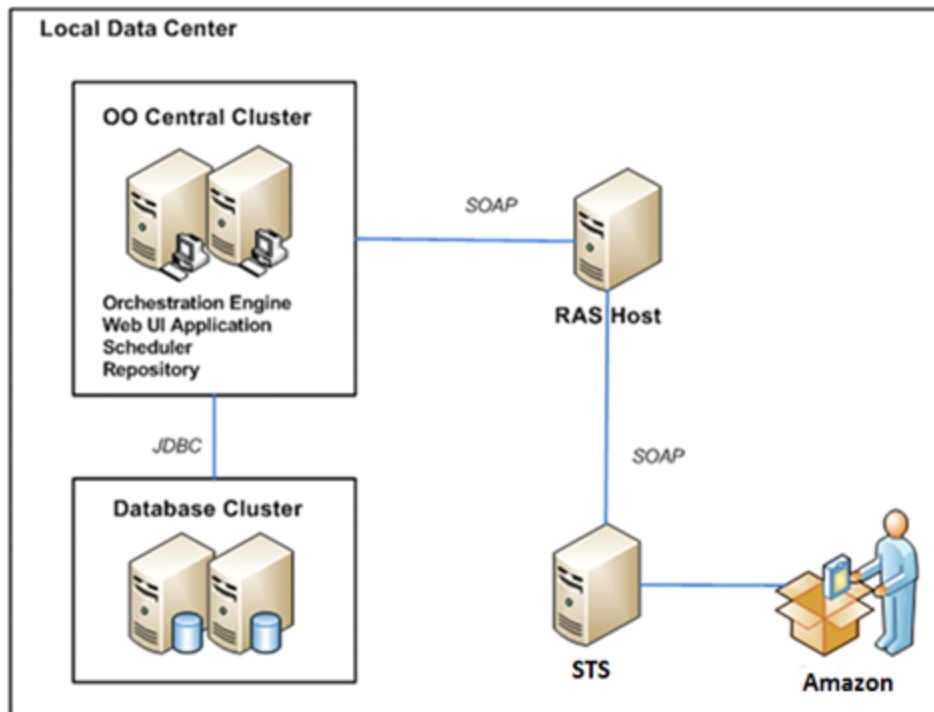 Local Data Center
OO Central Cluster
Orchestration Engine
Web UI Application
Scheduler
Repository
SOAP
RAS Host
JDBC
SOAP
Database Cluster
STS
Amazon